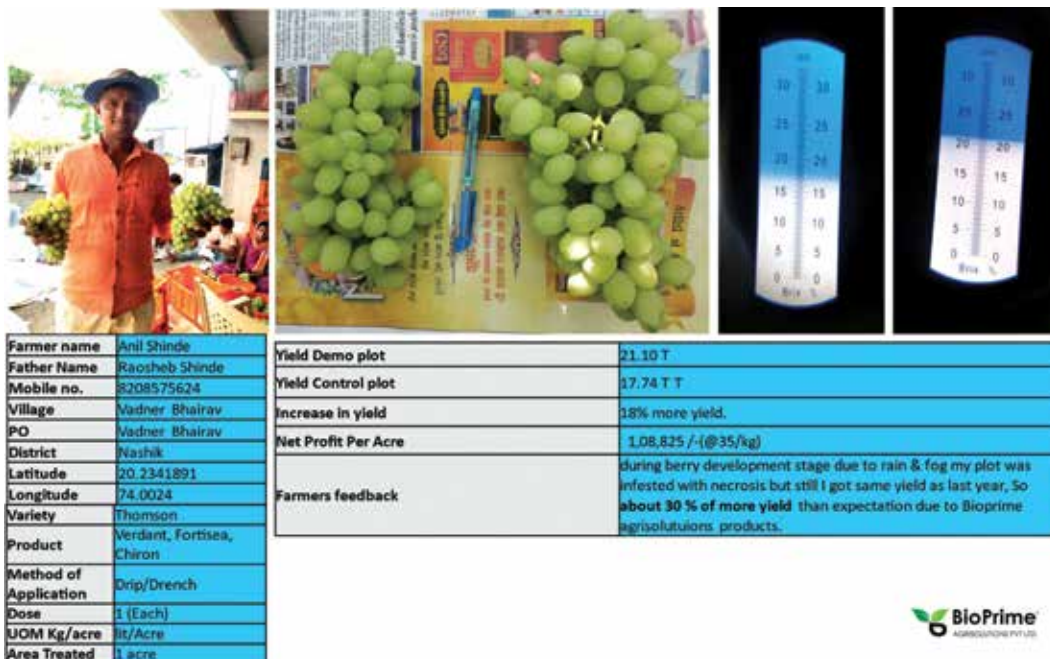 Farmer name Anil Shinde
Father Name Raosheb Shinde
Mobile no. 8208575624
Village Vadner Bhairav
PO Vadner Bhairav
District Nashik
Latitude 20.2341891
Longitude 74.0024
Variety Thomson
Product Verdant, Fortisea,
Chiron
Method of
Application Drip/Drench
Dose 1 (Each)
UOM Kg/acre lit/Acre
Area Treated 1 acre
Yield Demo plot 21.10 T
Yield Control plot 17.74 T T
Increase in yield 18% more yield.
Net Profit Per Acre 1,08,825 /-(@35/kg)
Farmers feedback
during berry development stage due to rain & fog my plot was
infested with necrosis but still I got same yield as last year, So
about 30 % of more yield than expectation due to Bioprime
agrisolutuions products.
30 30
25 25
20 20
15 15
10 10
5 5
0 0
Brix %
30 30
25 25
20 20
15 15
10 10
5 5
0 0
Brix %
BioPrime
AGRISOLUTIONS PVT LTD.